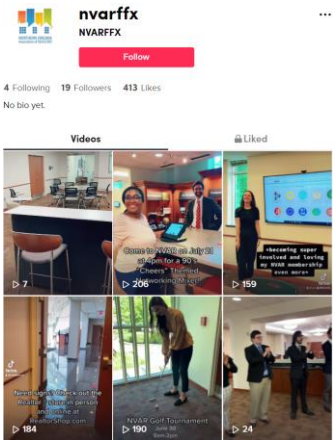 nvarffx
NVARFFX
Follow
4 Following 19 Followers 413 Likes
No bio yet.
Videos
Liked
7
Come to NVAR on July 21
at 4pm for a 90's
"Cheers" Themed
Networking Mixer!
206
*becoming super
involved and loving
my NVAR membership
even more*
159
Need signs? Check out the
Realtor Store in person
and online at
RealtorShop.com
184
NVAR Golf Tournament
190
24